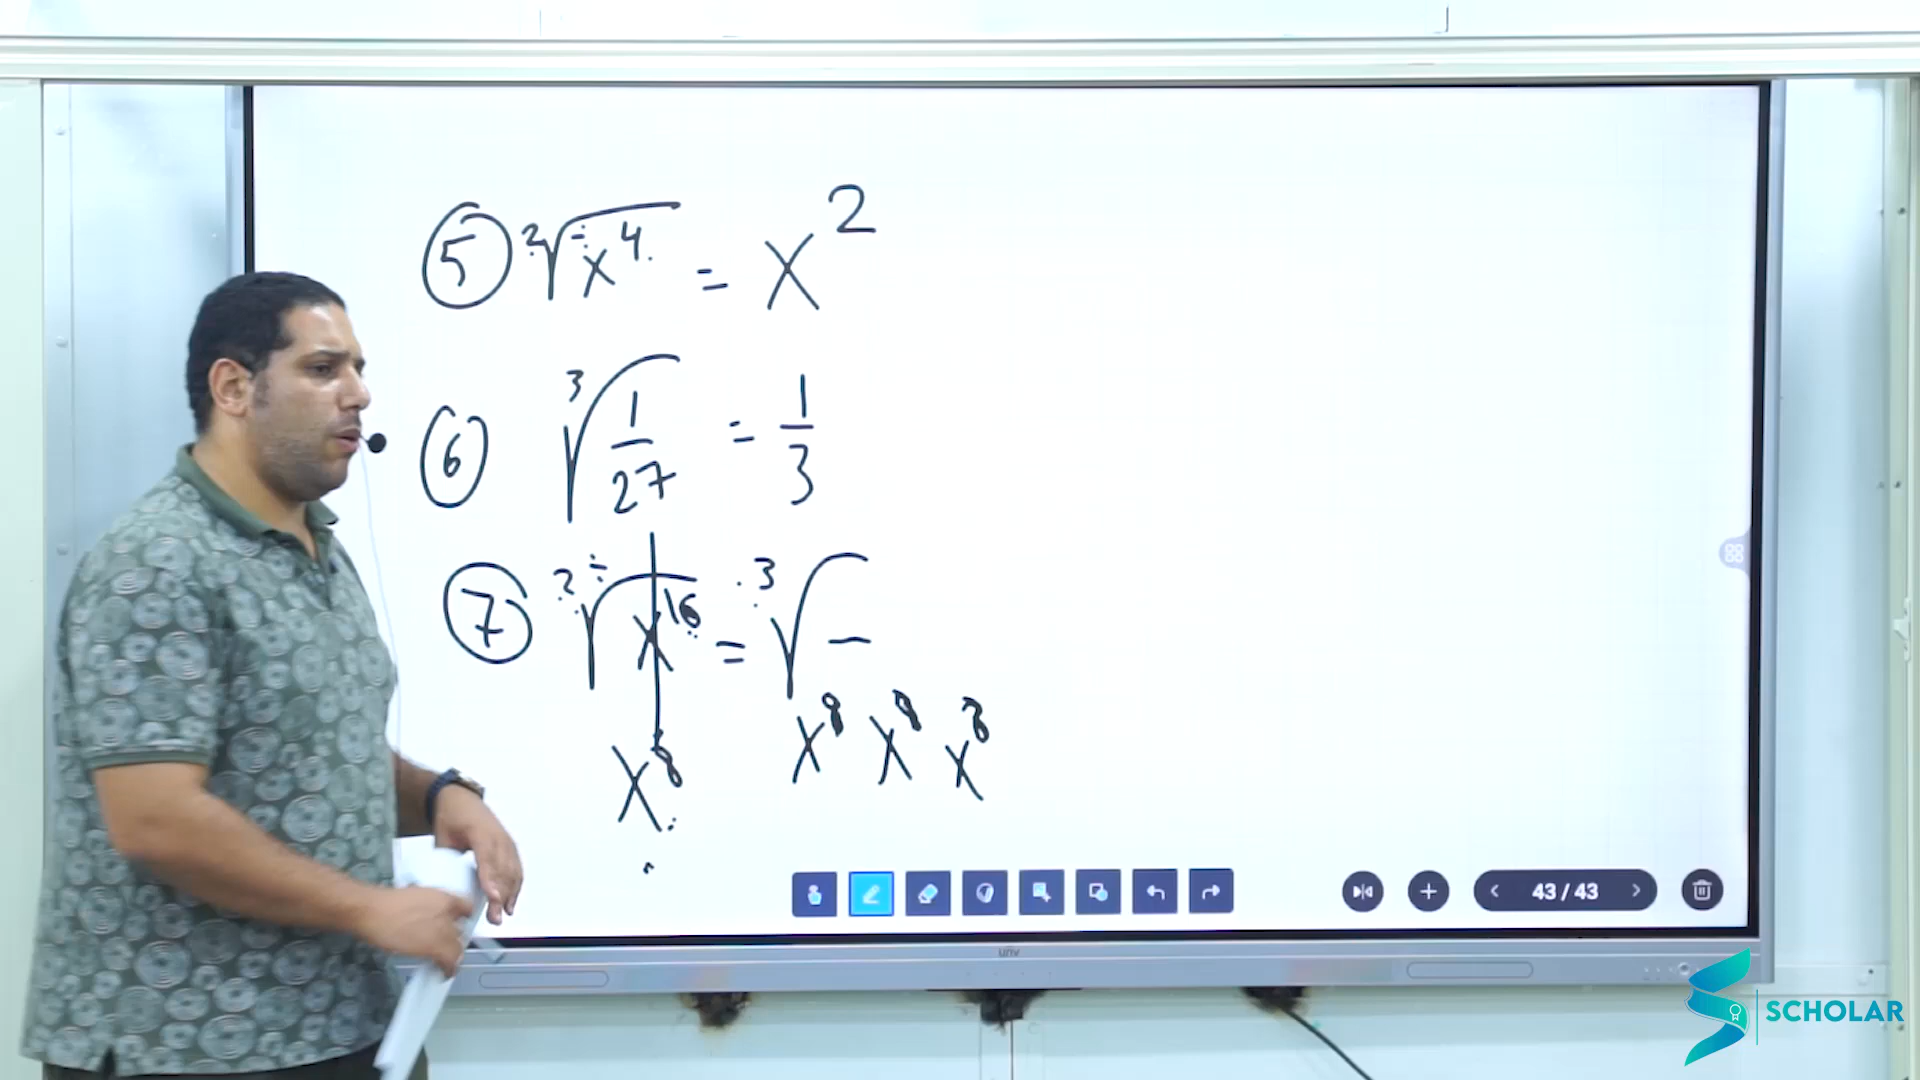 5 ²√x⁴ = x²
6 ³√1/27 = 1/3
7 ²√x¹⁶ = ³√–
x⁸ x⁸ x⁸ x⁸
43 / 43
unv
SCHOLAR